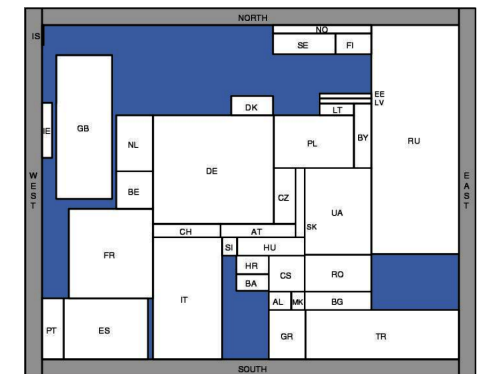 NORTH
IS
NO
SE
FI
EE
LV
DK
LT
IE
GB
NL
DE
PL
BY
RU
WEST
EAST
BE
CZ
UA
SK
CH
AT
FR
SI
HU
HR
CS
RO
BA
IT
AL
MK
BG
PT
ES
GR
TR
SOUTH